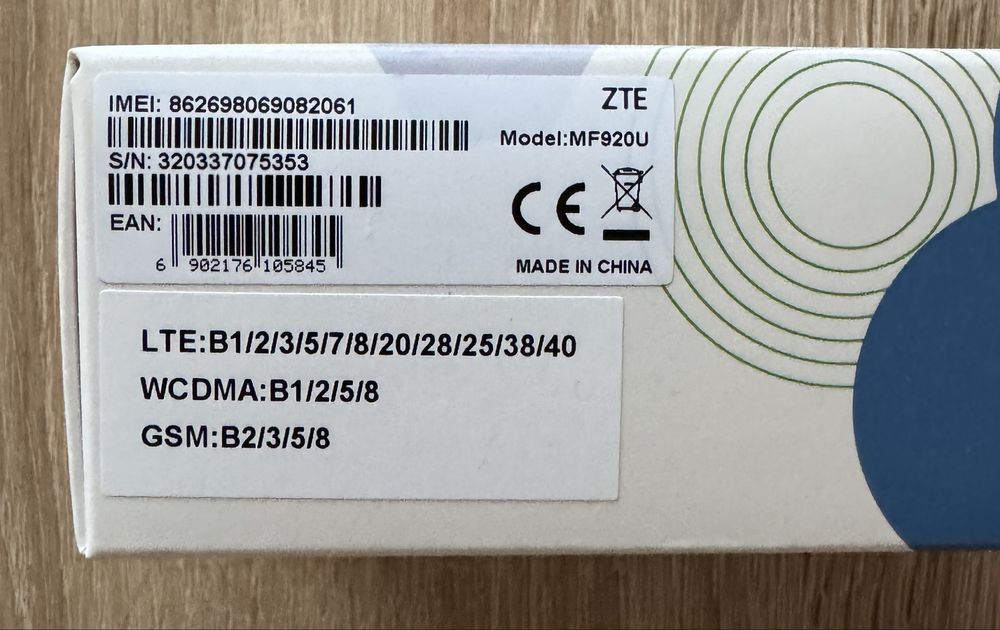 IMEI: 862698069082061
ZTE
Model:MF920U
S/N: 320337075353
EAN:
6 902176 105845
CE
MADE IN CHINA
LTE:B1/2/3/5/7/8/20/28/25/38/40
WCDMA:B1/2/5/8
GSM:B2/3/5/8